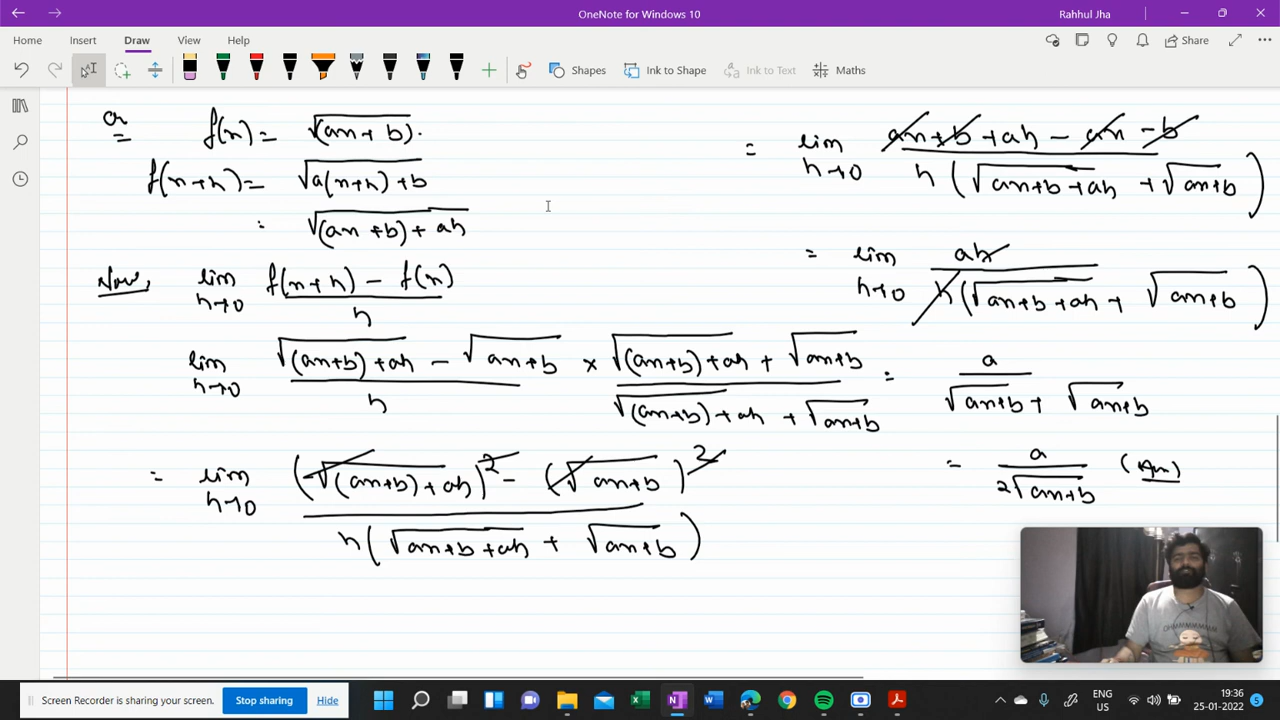 OneNote for Windows 10
Rahhul Jha
Home Insert Draw View Help
Share
Shapes
Ink to Shape
Ink to Text
Maths
Q
f(x) = √(ax + b).
f(x+h) = √a(x+h) + b
: √(ax + b) + ah
Now, lim h→0 f(x+h) - f(x) / h
lim h→0 √(ax+b) + ah - √ax+b / h × √(ax+b) + ah + √ax+b / √(ax+b) + ah + √ax+b
= lim h→0 (√(ax+b) + ah)² - (√ax+b)² / h(√ax+b+ah + √ax+b)
= lim h→0 ax+b + ah - ax - b / h(√ax+b+ah + √ax+b)
= lim h→0 ah / h(√ax+b+ah + √ax+b)
= a / √ax+b + √ax+b
= a / 2√ax+b (Ans)
OHMMMMMMMM
Screen Recorder is sharing your screen.
Stop sharing
Hide
ENG
US
19:36
25-01-2022